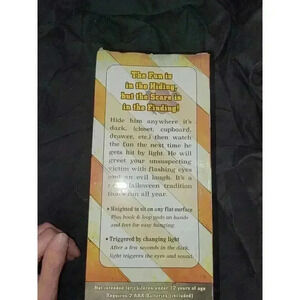 The Fun is
in the Hiding,
but the Scare is
in the Finding!
Hide him anywhere it's
dark, (closet, cupboard,
drawer, etc.) then watch
the fun the next time he
gets hit by light. He will
greet your unsuspecting
victim with flashing eyes
and an evil laugh. It's a
Halloween tradition
that's fun all year.
• Weighted to sit on any flat surface
Plus hook & loop pads on hands
and feet for easy hanging
• Triggered by changing light
After a few seconds in the dark,
light triggers the eyes and sound.
Not intended for children under 12 years of age
Requires 2 AAA Batteries (included)